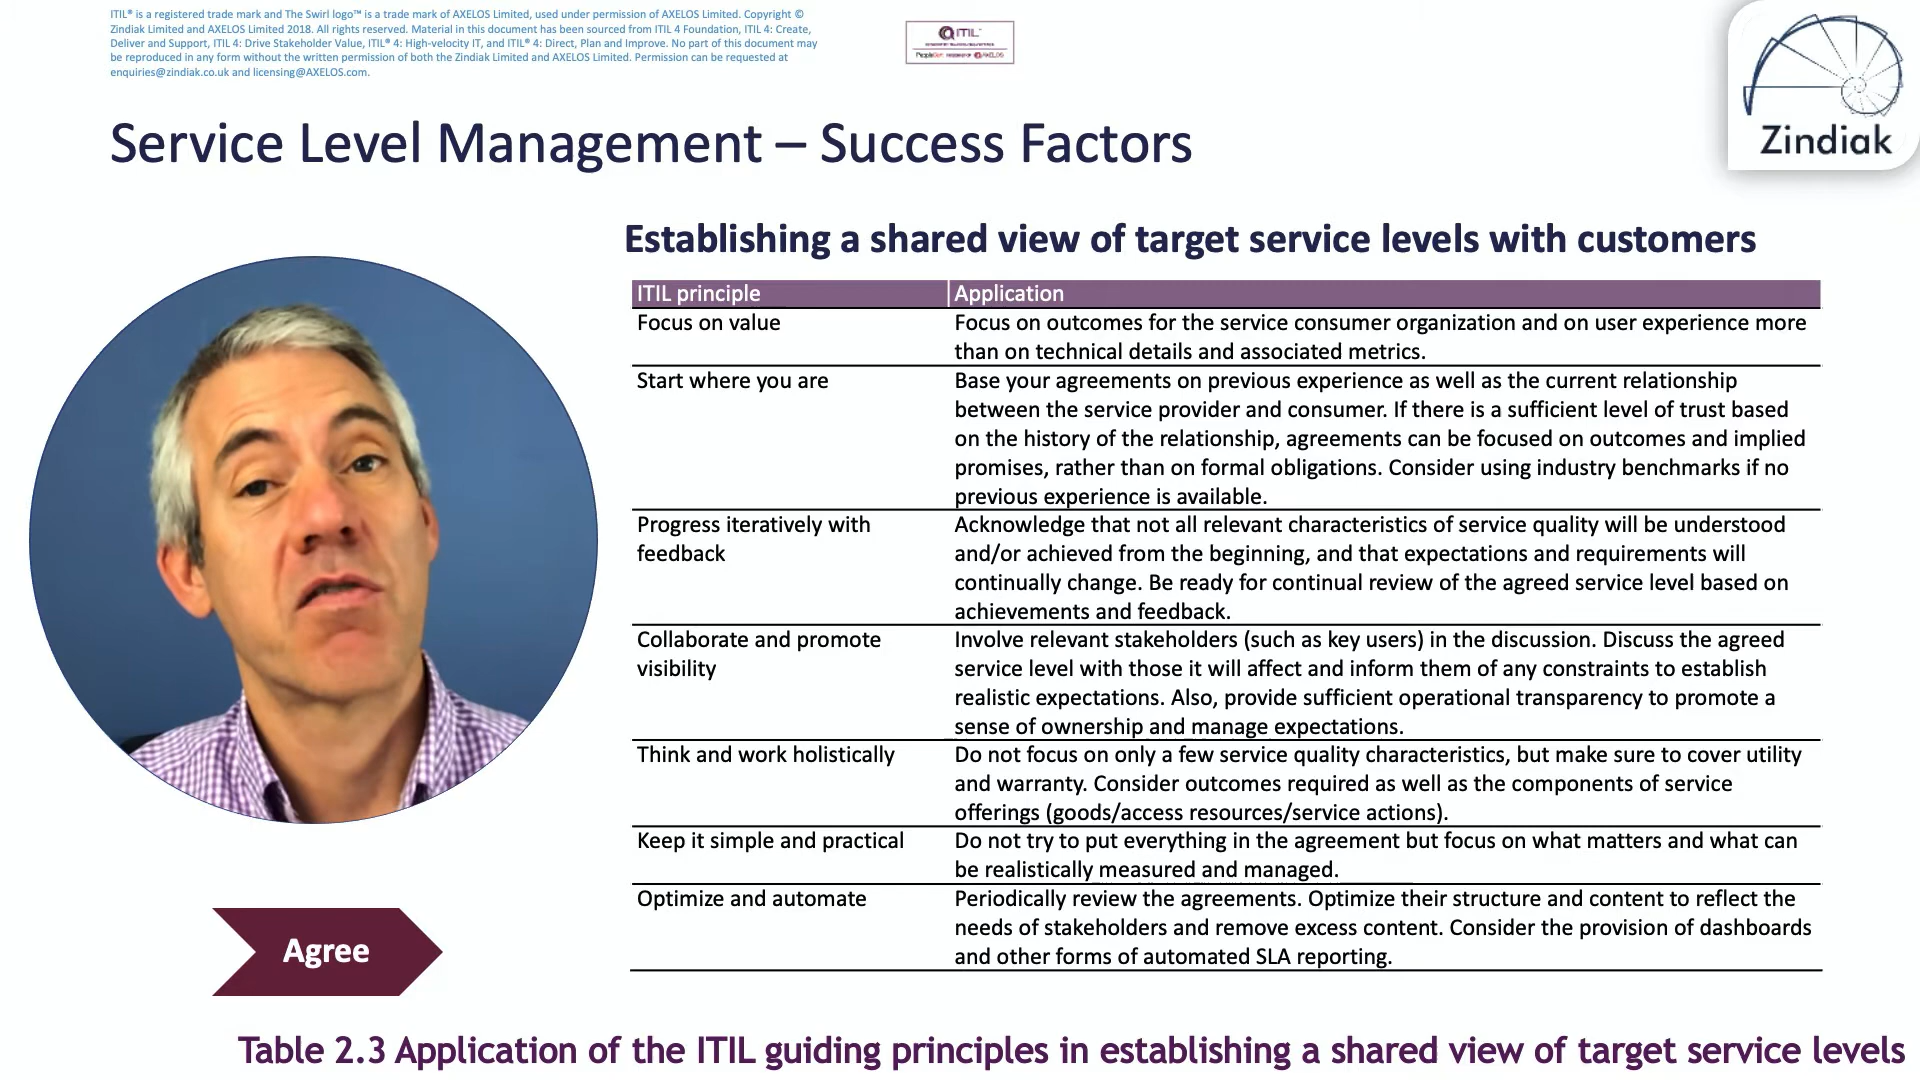 ITIL® is a registered trade mark and The Swirl logo™ is a trade mark of AXELOS Limited, used under permission of AXELOS Limited. Copyright ©
Zindiak Limited and AXELOS Limited 2018. All rights reserved. Material in this document has been sourced from ITIL 4 Foundation, ITIL 4: Create,
Deliver and Support, ITIL 4: Drive Stakeholder Value, ITIL® 4: High-velocity IT, and ITIL® 4: Direct, Plan and Improve. No part of this document may
be reproduced in any form without the written permission of both the Zindiak Limited and AXELOS Limited. Permission can be requested at
enquiries@zindiak.co.uk and licensing@AXELOS.com.
ITIL
PeopleCert AXELOS
Zindiak
Service Level Management – Success Factors
Establishing a shared view of target service levels with customers
ITIL principle Application
Focus on value Focus on outcomes for the service consumer organization and on user experience more
than on technical details and associated metrics.
Start where you are Base your agreements on previous experience as well as the current relationship
between the service provider and consumer. If there is a sufficient level of trust based
on the history of the relationship, agreements can be focused on outcomes and implied
promises, rather than on formal obligations. Consider using industry benchmarks if no
previous experience is available.
Progress iteratively with Acknowledge that not all relevant characteristics of service quality will be understood
feedback and/or achieved from the beginning, and that expectations and requirements will
continually change. Be ready for continual review of the agreed service level based on
achievements and feedback.
Collaborate and promote Involve relevant stakeholders (such as key users) in the discussion. Discuss the agreed
visibility service level with those it will affect and inform them of any constraints to establish
realistic expectations. Also, provide sufficient operational transparency to promote a
sense of ownership and manage expectations.
Think and work holistically Do not focus on only a few service quality characteristics, but make sure to cover utility
and warranty. Consider outcomes required as well as the components of service
offerings (goods/access resources/service actions).
Keep it simple and practical Do not try to put everything in the agreement but focus on what matters and what can
be realistically measured and managed.
Optimize and automate Periodically review the agreements. Optimize their structure and content to reflect the
needs of stakeholders and remove excess content. Consider the provision of dashboards
and other forms of automated SLA reporting.
Agree
Table 2.3 Application of the ITIL guiding principles in establishing a shared view of target service levels